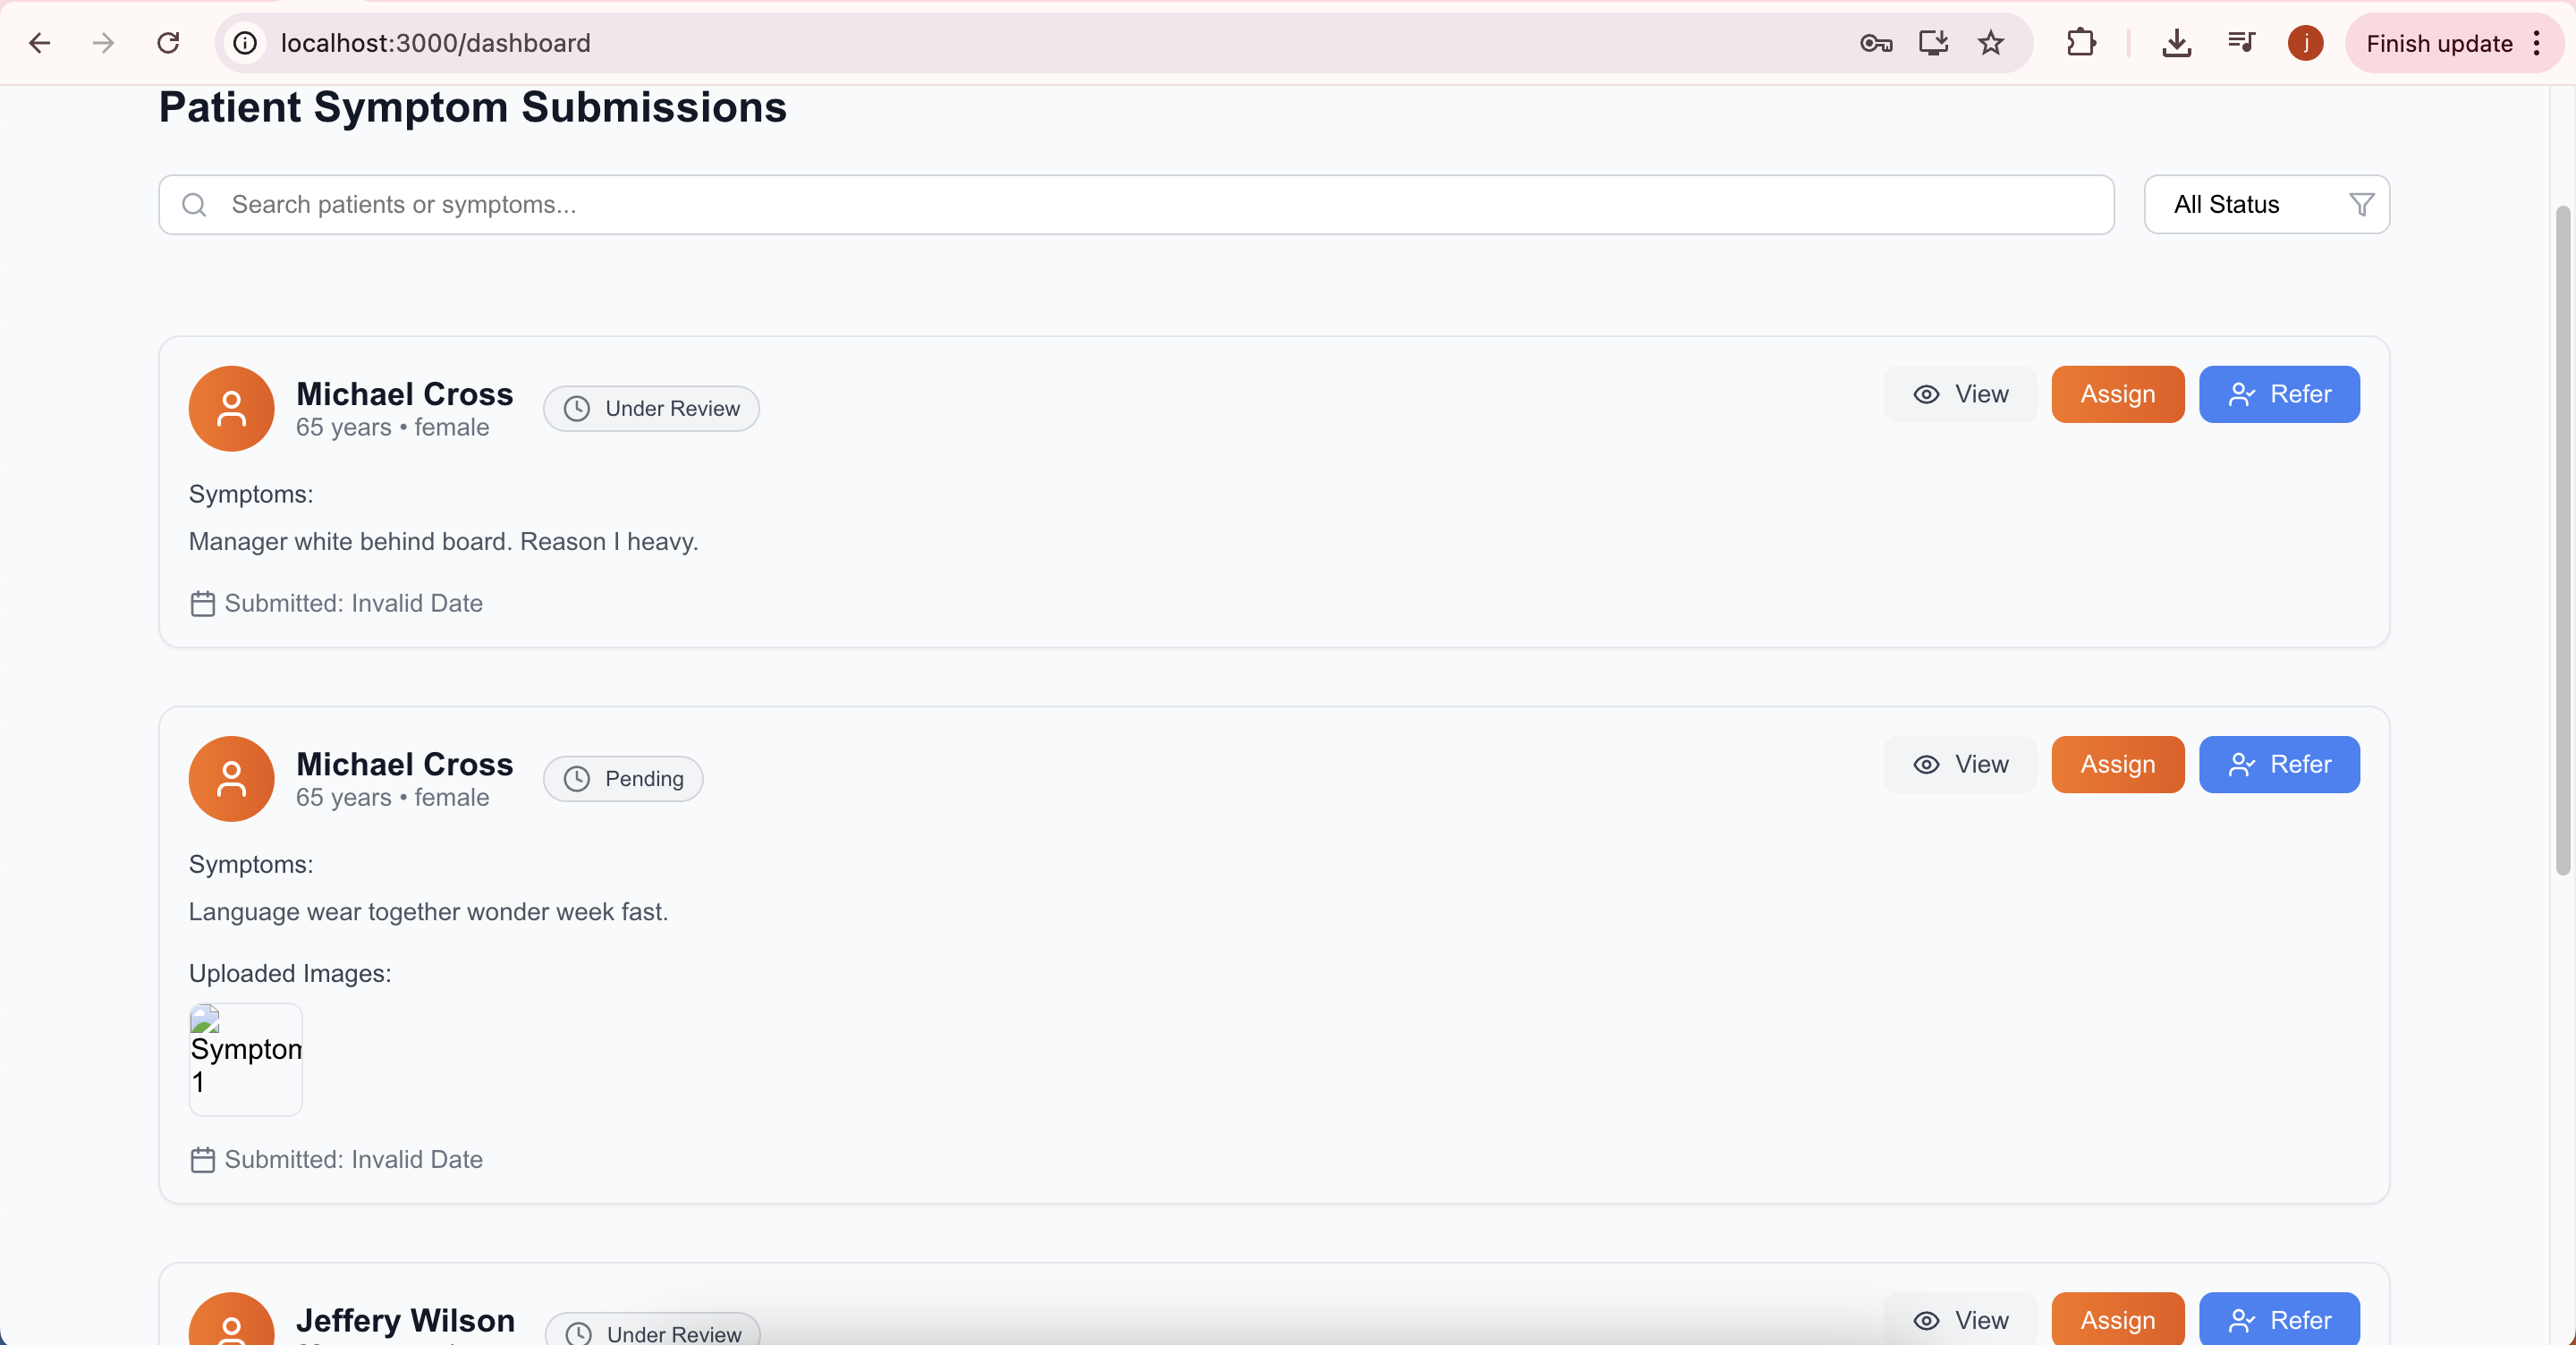 localhost:3000/dashboard
j
Finish update
Patient Symptom Submissions
Search patients or symptoms...
All Status
Michael Cross
65 years • female
Under Review
View
Assign
Refer
Symptoms:
Manager white behind board. Reason I heavy.
Submitted: Invalid Date
Michael Cross
65 years • female
Pending
View
Assign
Refer
Symptoms:
Language wear together wonder week fast.
Uploaded Images:
Symptom
1
Submitted: Invalid Date
Jeffery Wilson
Under Review
View
Assign
Refer